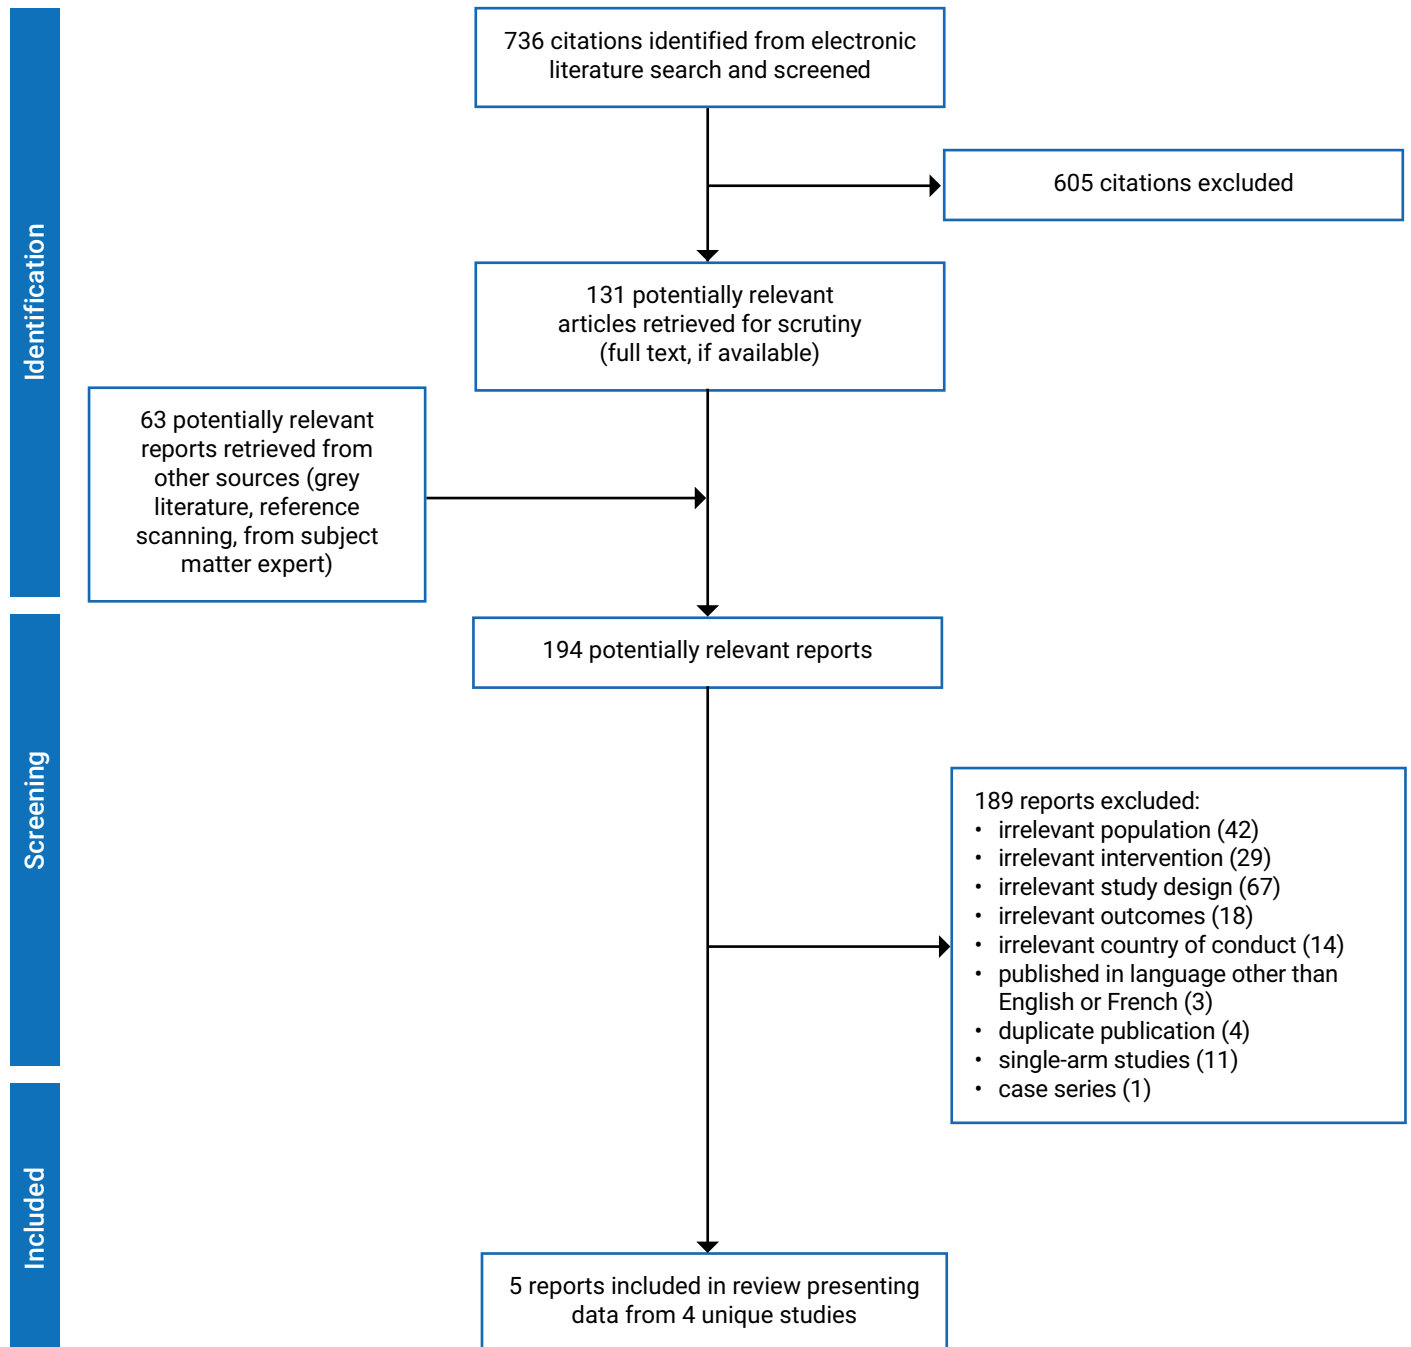 736 citations identified from electronic
literature search and screened
605 citations excluded
Identification
131 potentially relevant
articles retrieved for scrutiny
(full text, if available)
63 potentially relevant
reports retrieved from
other sources (grey
literature, reference
scanning, from subject
matter expert)
194 potentially relevant reports
Screening
189 reports excluded:
• irrelevant population (42)
• irrelevant intervention (29)
• irrelevant study design (67)
• irrelevant outcomes (18)
• irrelevant country of conduct (14)
• published in language other than
English or French (3)
• duplicate publication (4)
• single-arm studies (11)
• case series (1)
Included
5 reports included in review presenting
data from 4 unique studies